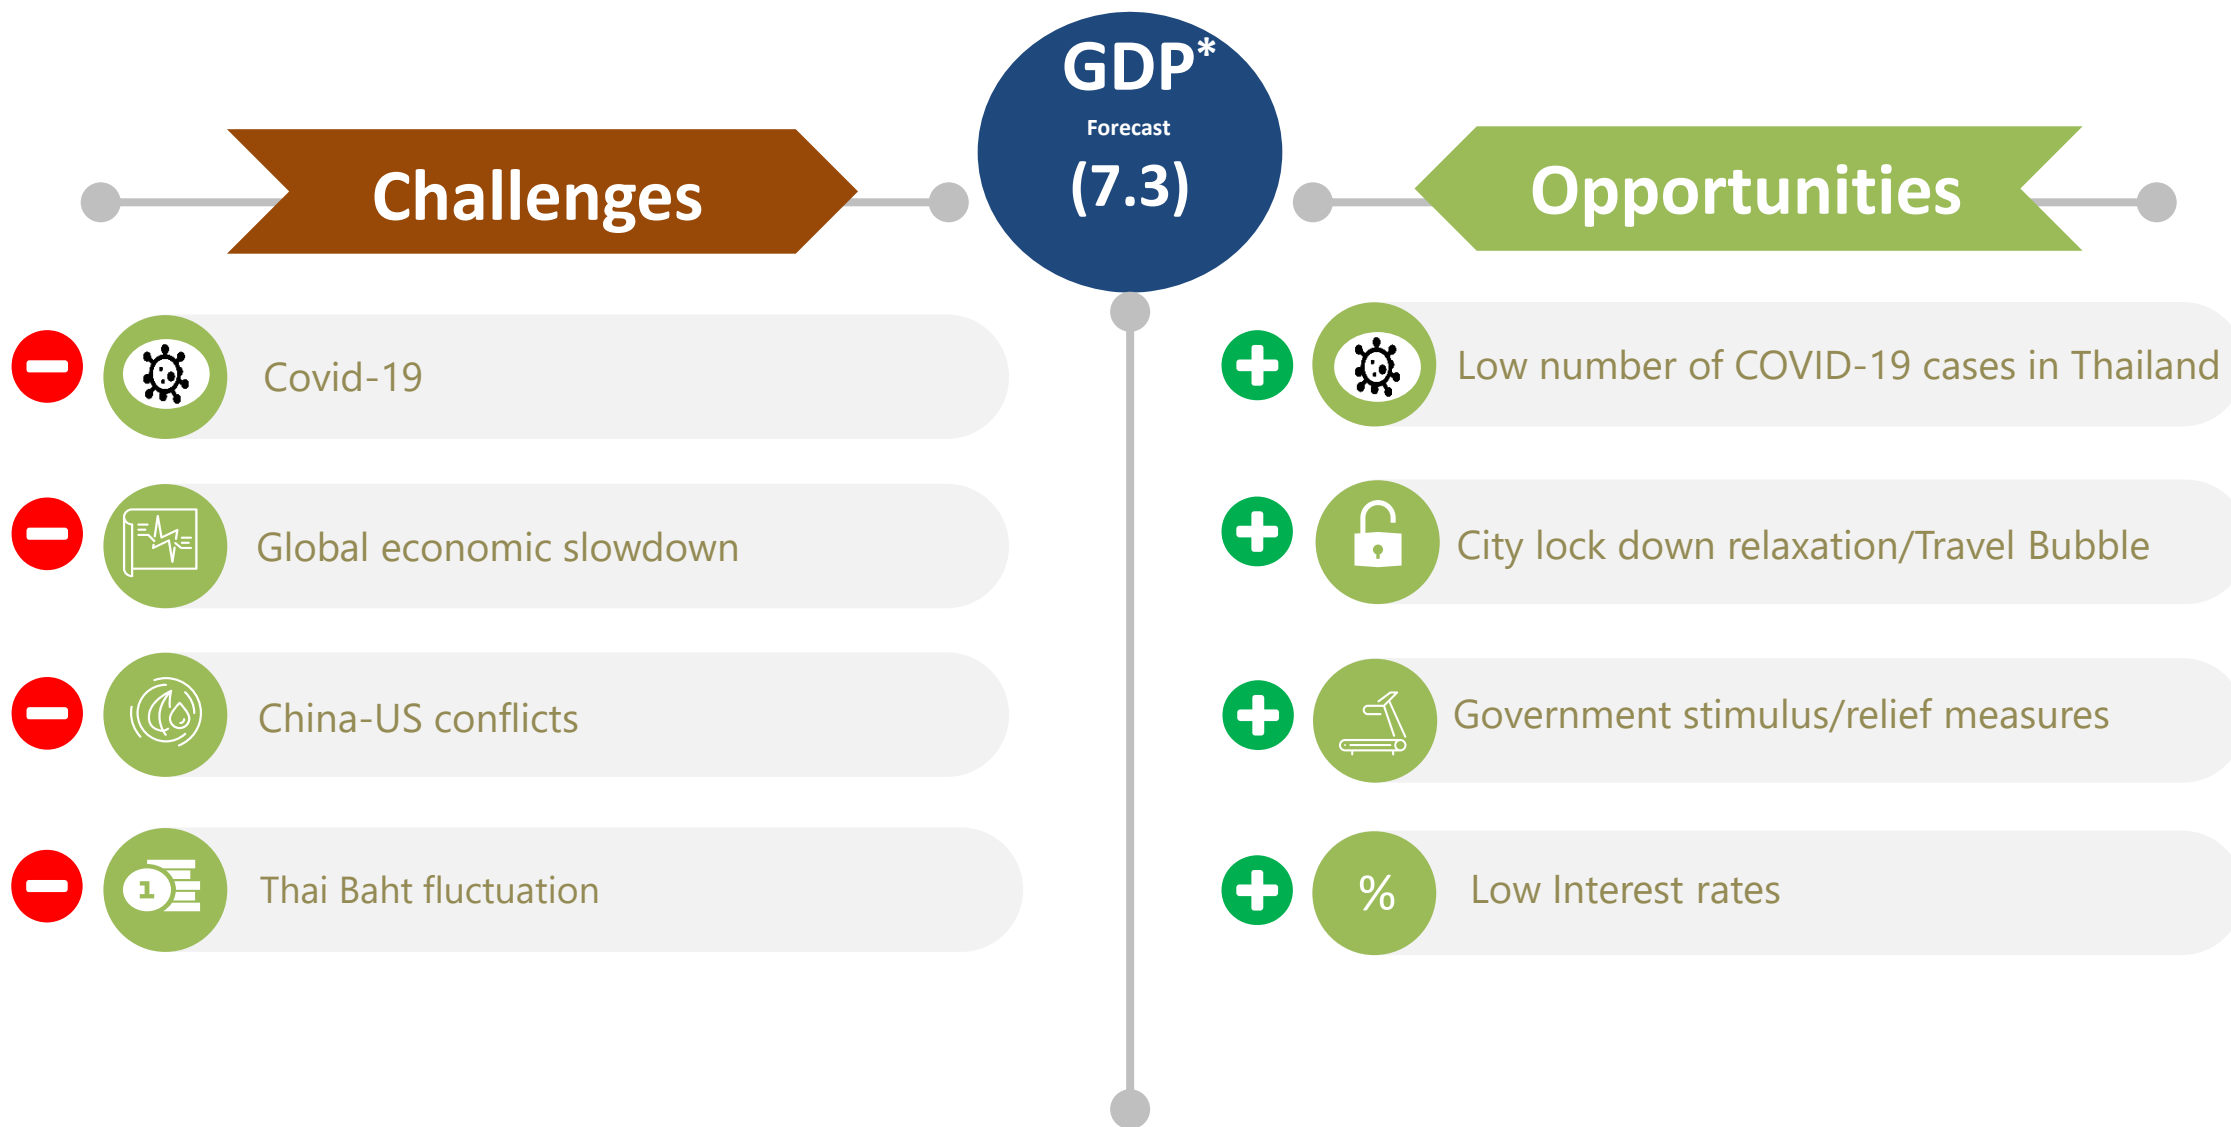 GDP*
Forecast
(7.3)
Challenges
Covid-19
Global economic slowdown
China-US conflicts
1
Thai Baht fluctuation
Opportunities
Low number of COVID-19 cases in Thailand
City lock down relaxation/Travel Bubble
Government stimulus/relief measures
%
Low Interest rates